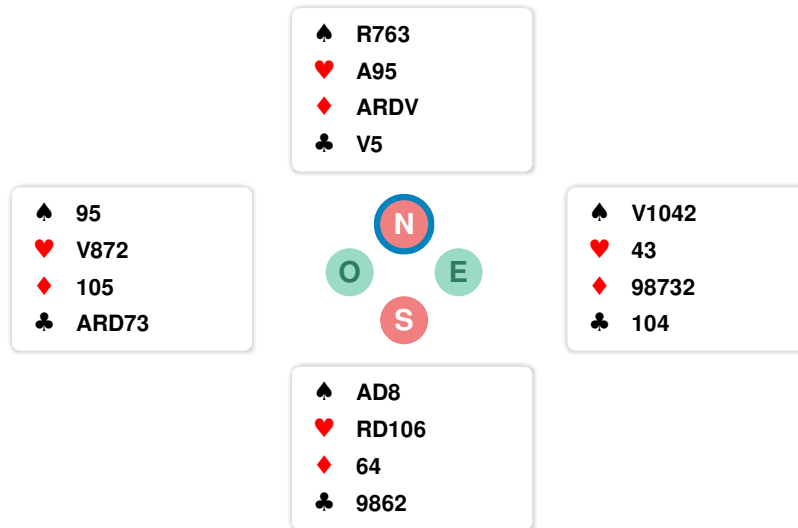 ♠ R763
♥ A95
♦ ARDV
♣ V5
♠ 95
♥ V872
♦ 105
♣ ARD73
N
O E
S
♠ V1042
♥ 43
♦ 98732
♣ 104
♠ AD8
♥ RD106
♦ 64
♣ 9862